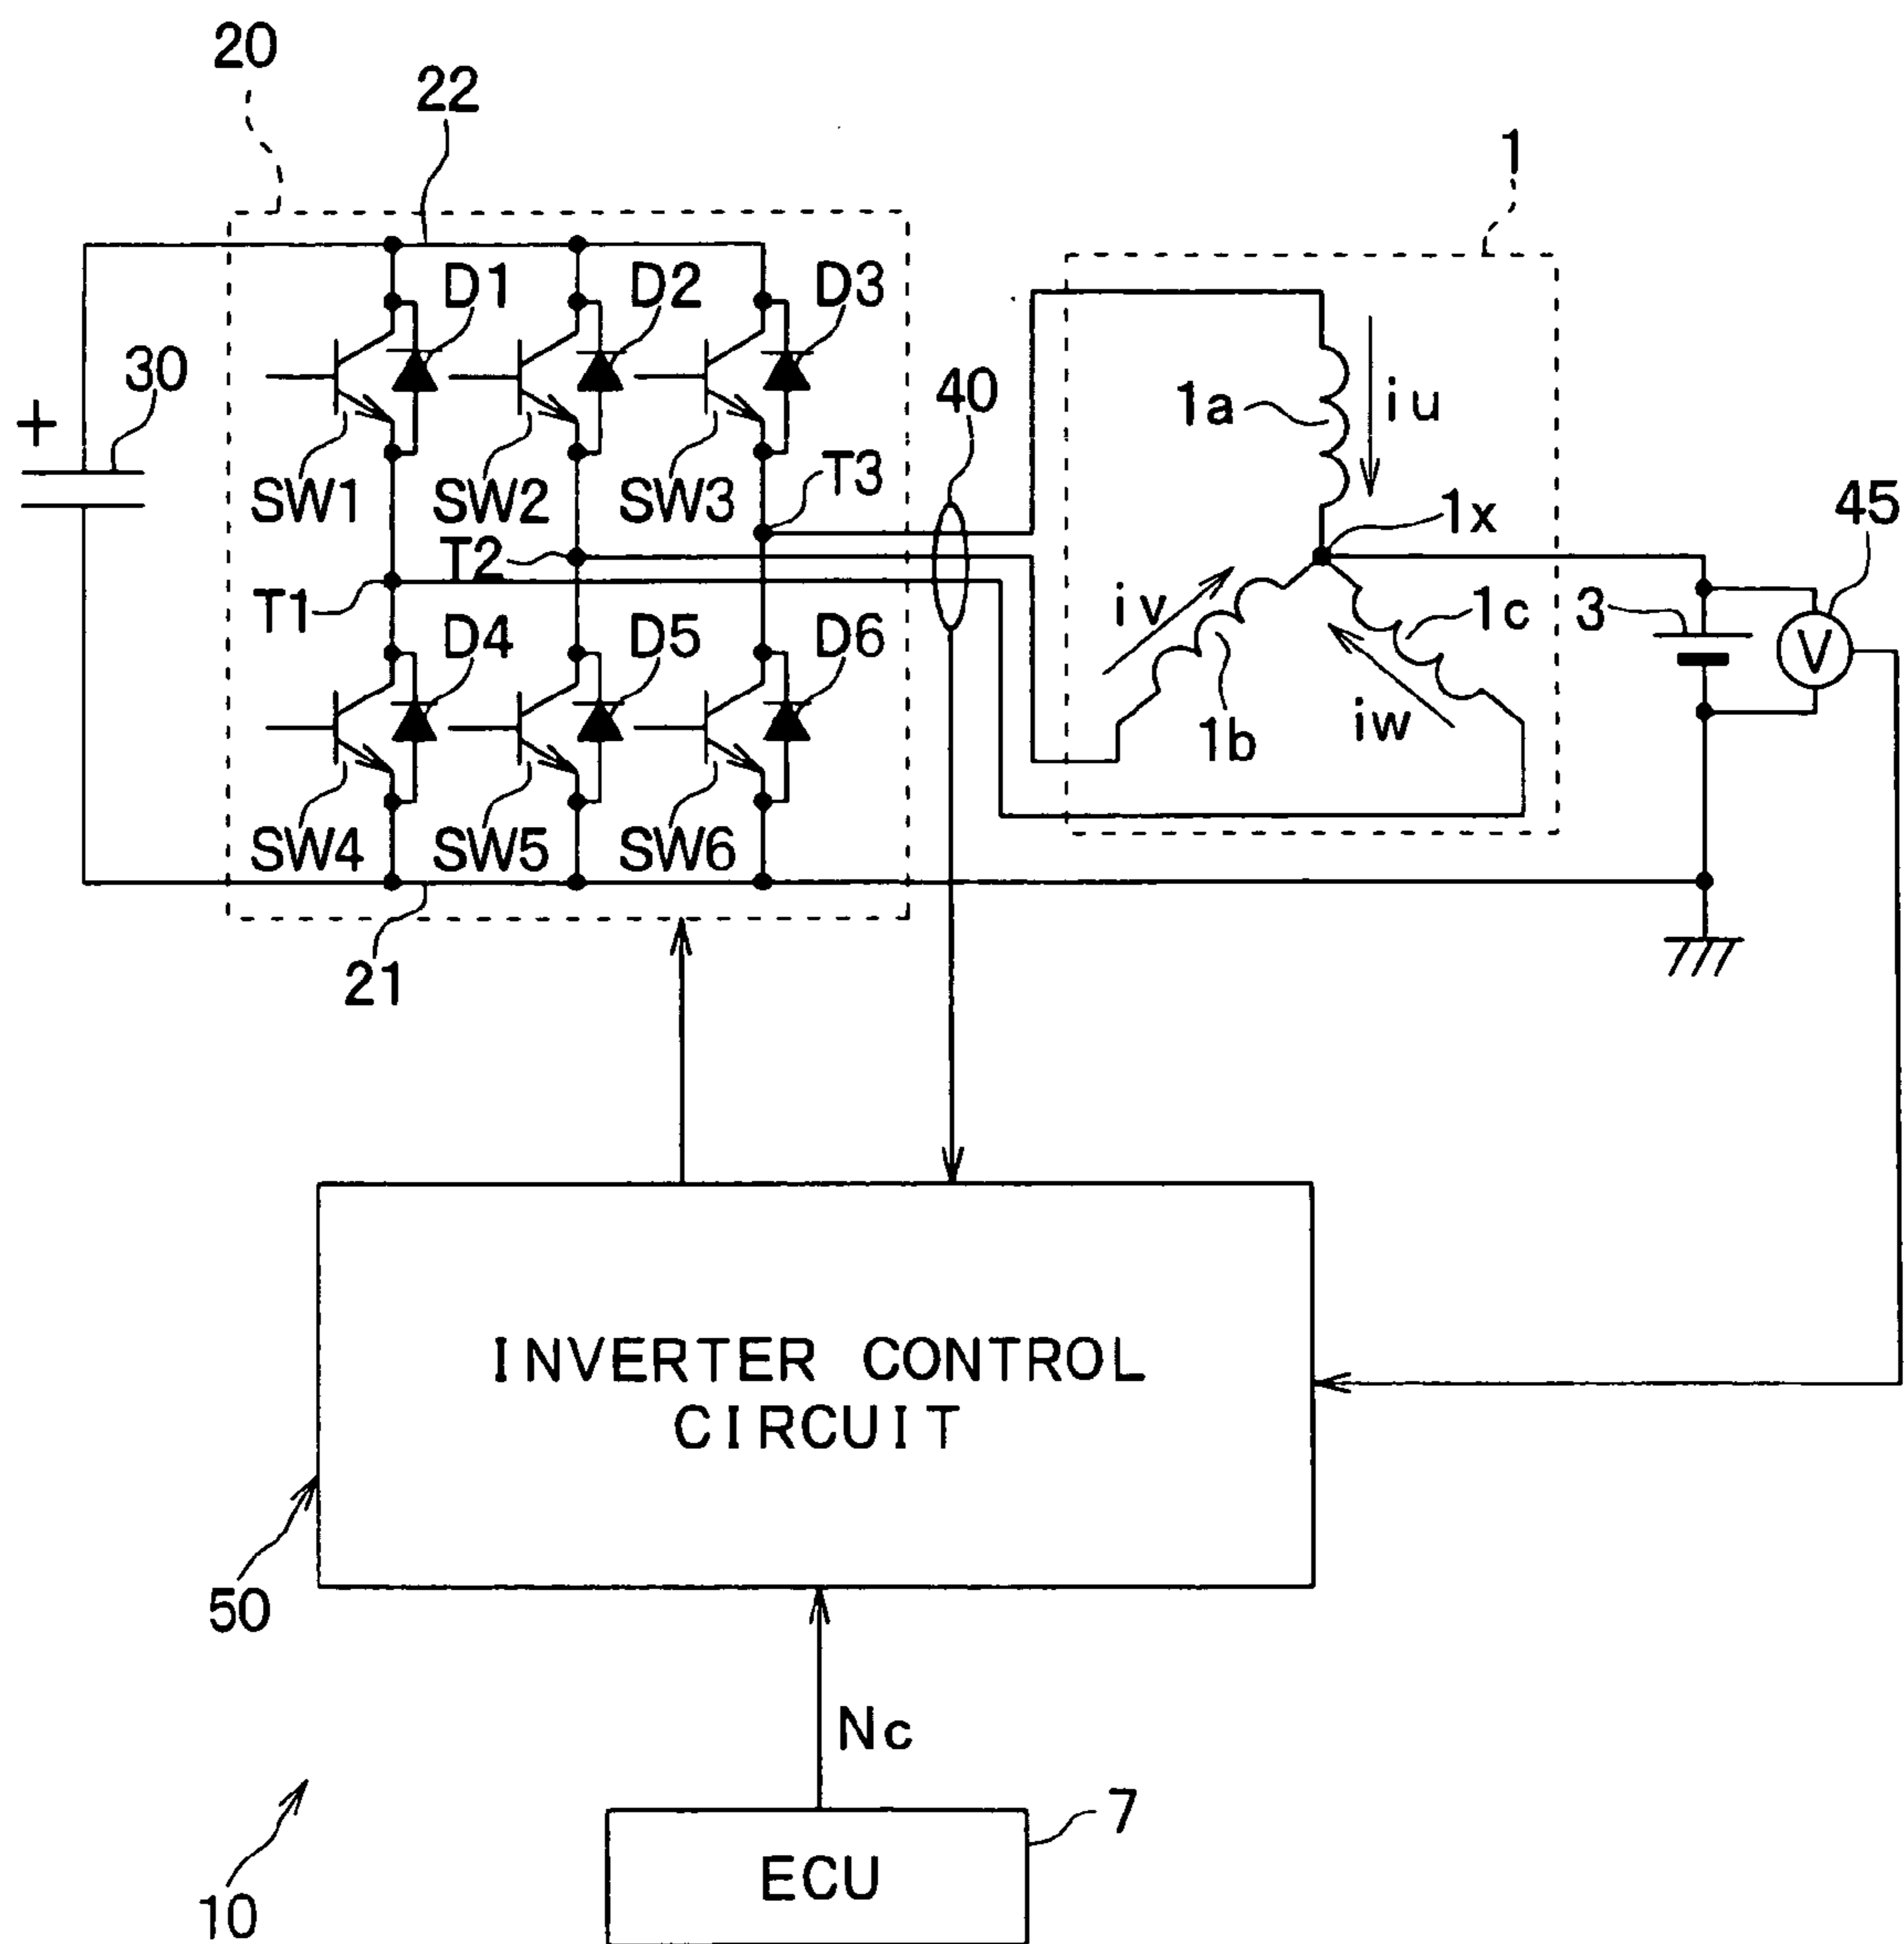 20
22
1
D1
D2
D3
30
+
40
1a
iu
SW1
SW2
SW3
T3
1x
45
T2
T1
iv
1c
3
D4
D5
D6
V
1b
iw
SW4
SW5
SW6
21
INVERTER CONTROL
CIRCUIT
50
Nc
7
ECU
10